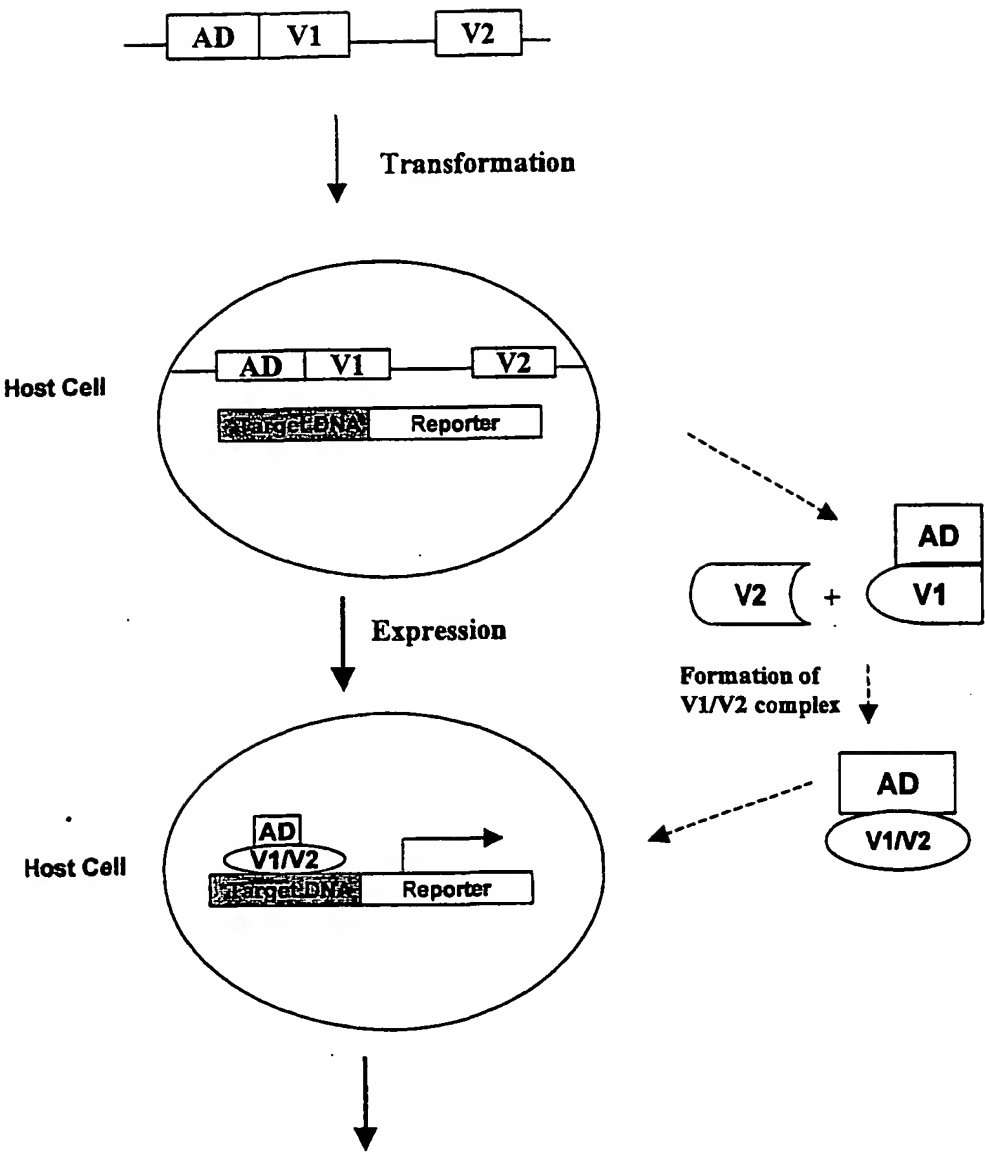 AD V1 V2
Transformation
Host Cell
AD V1 V2
Target DNA Reporter
AD
V2 + V1
Expression
Formation of
V1/V2 complex
AD
V1/V2
Host Cell
AD
V1/V2
Target DNA Reporter